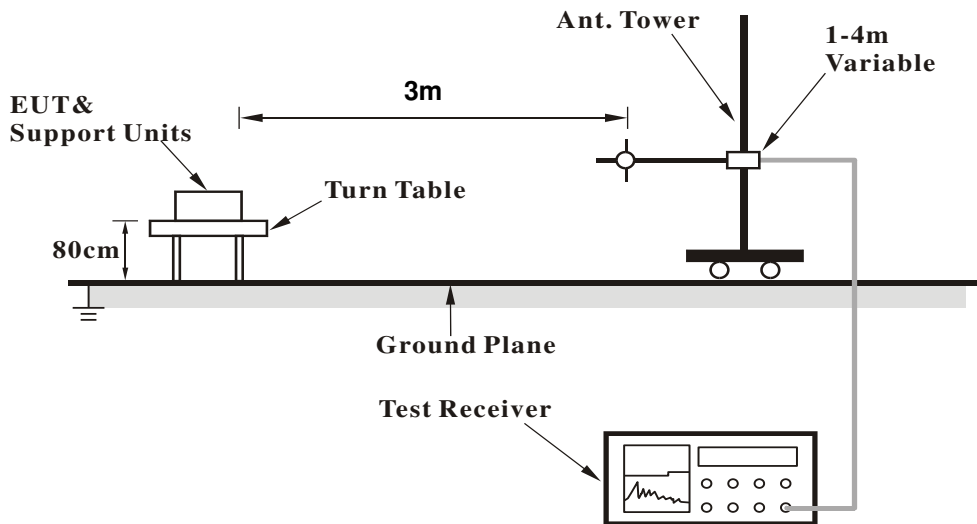 Ant. Tower
1-4m
Variable
3m
EUT&
Support Units
Turn Table
80cm
Ground Plane
Test Receiver